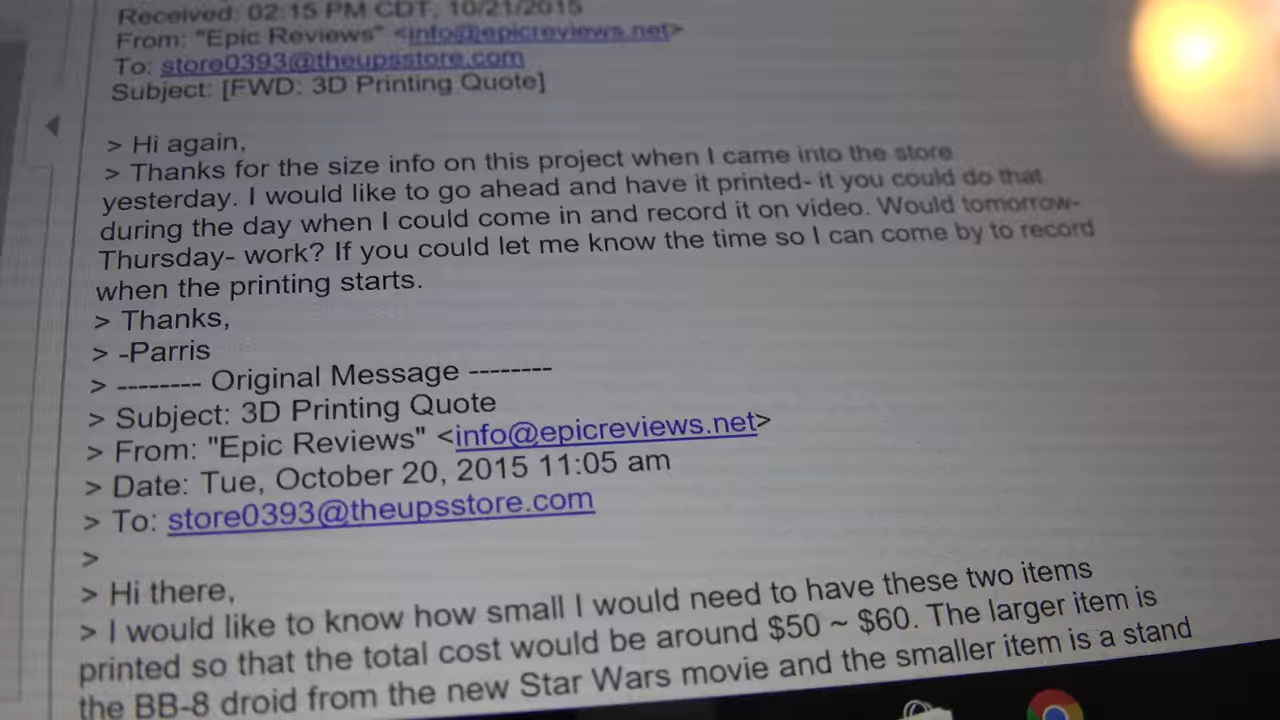 Received: 02:15 PM CDT, 10/21/2015
From: "Epic Reviews" <info@epicreviews.net>
To: store0393@theupsstore.com
Subject: [FWD: 3D Printing Quote]
> Hi again,
> Thanks for the size info on this project when I came into the store
yesterday. I would like to go ahead and have it printed- it you could do that
during the day when I could come in and record it on video. Would tomorrow-
Thursday- work? If you could let me know the time so I can come by to record
when the printing starts.
> Thanks,
> -Parris
> -------- Original Message --------
> Subject: 3D Printing Quote
> From: "Epic Reviews" <info@epicreviews.net>
> Date: Tue, October 20, 2015 11:05 am
> To: store0393@theupsstore.com
>
> Hi there,
> I would like to know how small I would need to have these two items
printed so that the total cost would be around $50 ~ $60. The larger item is
the BB-8 droid from the new Star Wars movie and the smaller item is a stand